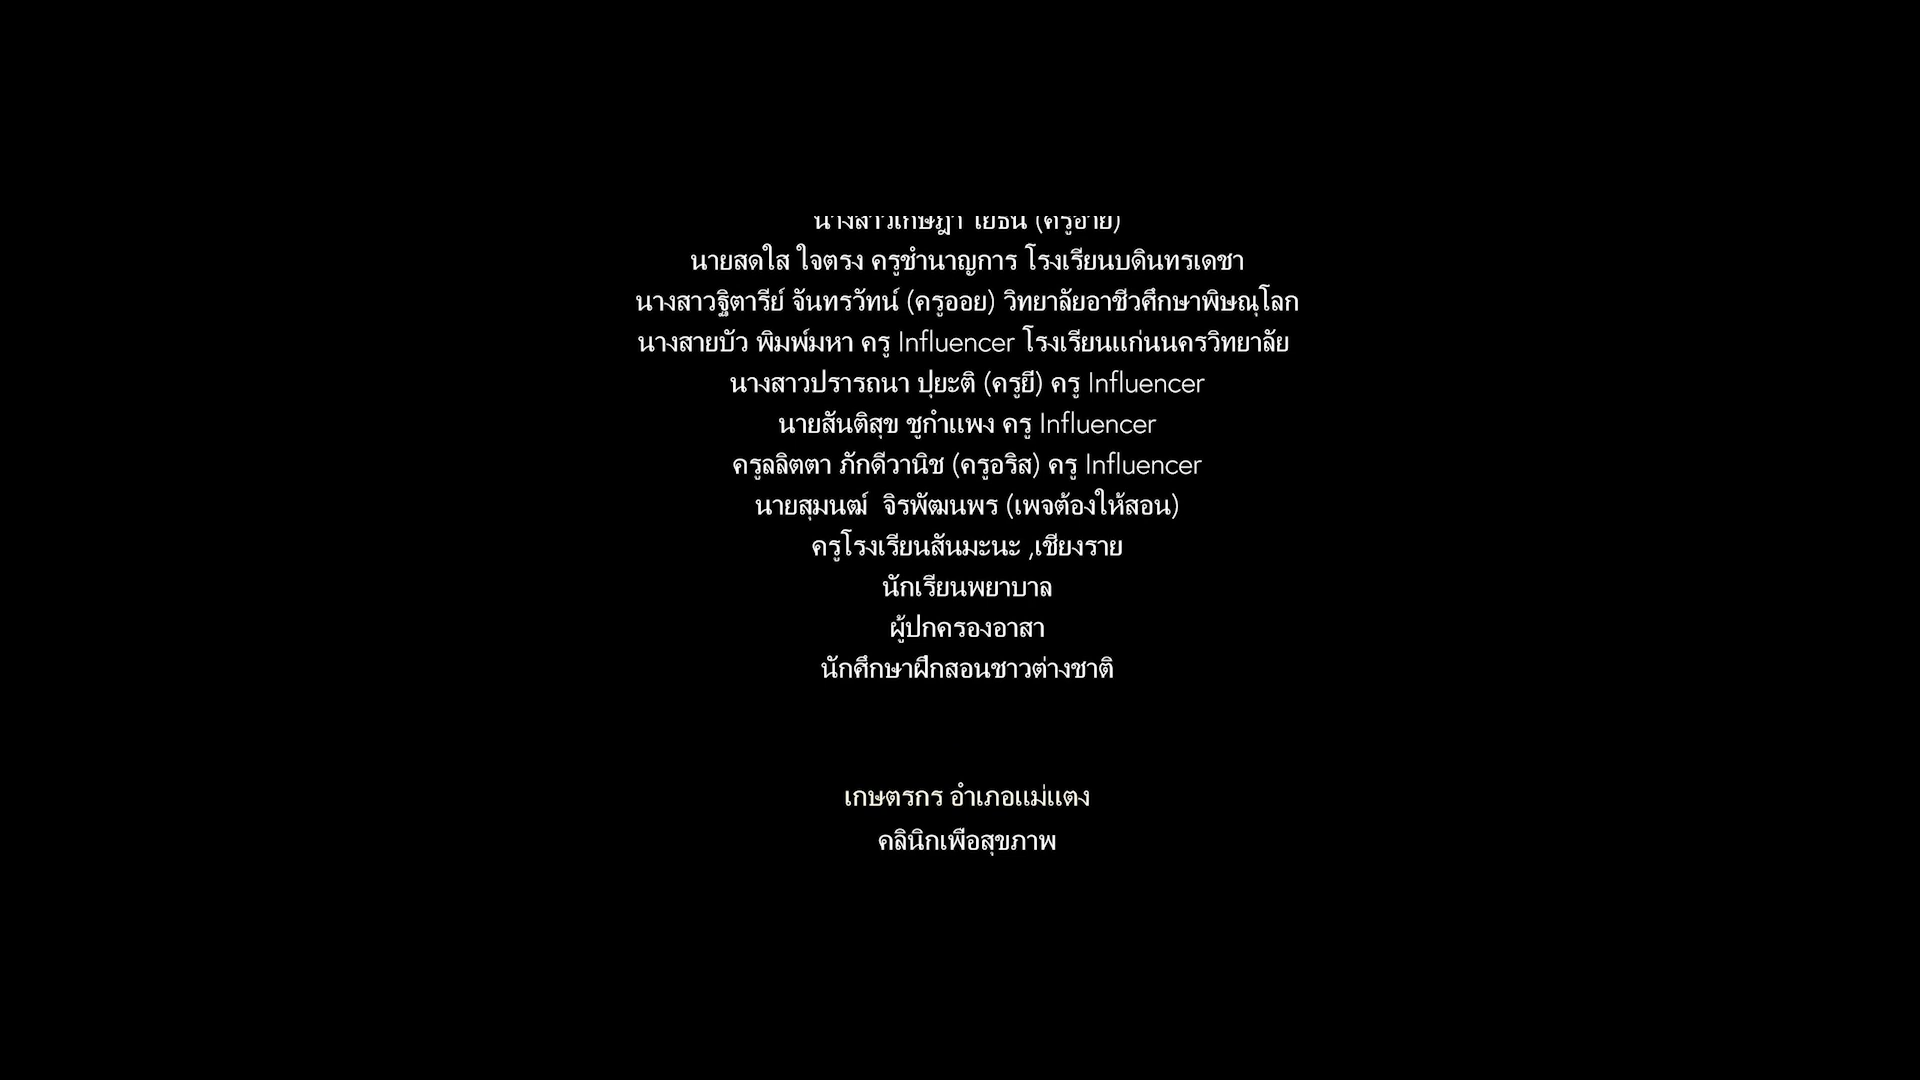 นายสดใส ใจตรง ครูชำนาญการ โรงเรียนบดินทรเดชา
นางสาวฐิตารีย์ จันทรวัทน์ (ครูออย) วิทยาลัยอาชีวศึกษาพิษณุโลก
นางสายบัว พิมพ์มหา ครู Influencer โรงเรียนแก่นนครวิทยาลัย
นางสาวปรารถนา ปุยะติ (ครูยี) ครู Influencer
นายสันติสุข ชูกำแพง ครู Influencer
ครูลลิตตา ภักดีวานิช (ครูอริส) ครู Influencer
นายสุมนฒ์  จิรพัฒนพร (เพจต้องให้สอน)
ครูโรงเรียนสันมะนะ ,เชียงราย
นักเรียนพยาบาล
ผู้ปกครองอาสา
นักศึกษาฝึกสอนชาวต่างชาติ
เกษตรกร อำเภอแม่แตง
คลินิกเพือสุขภาพ